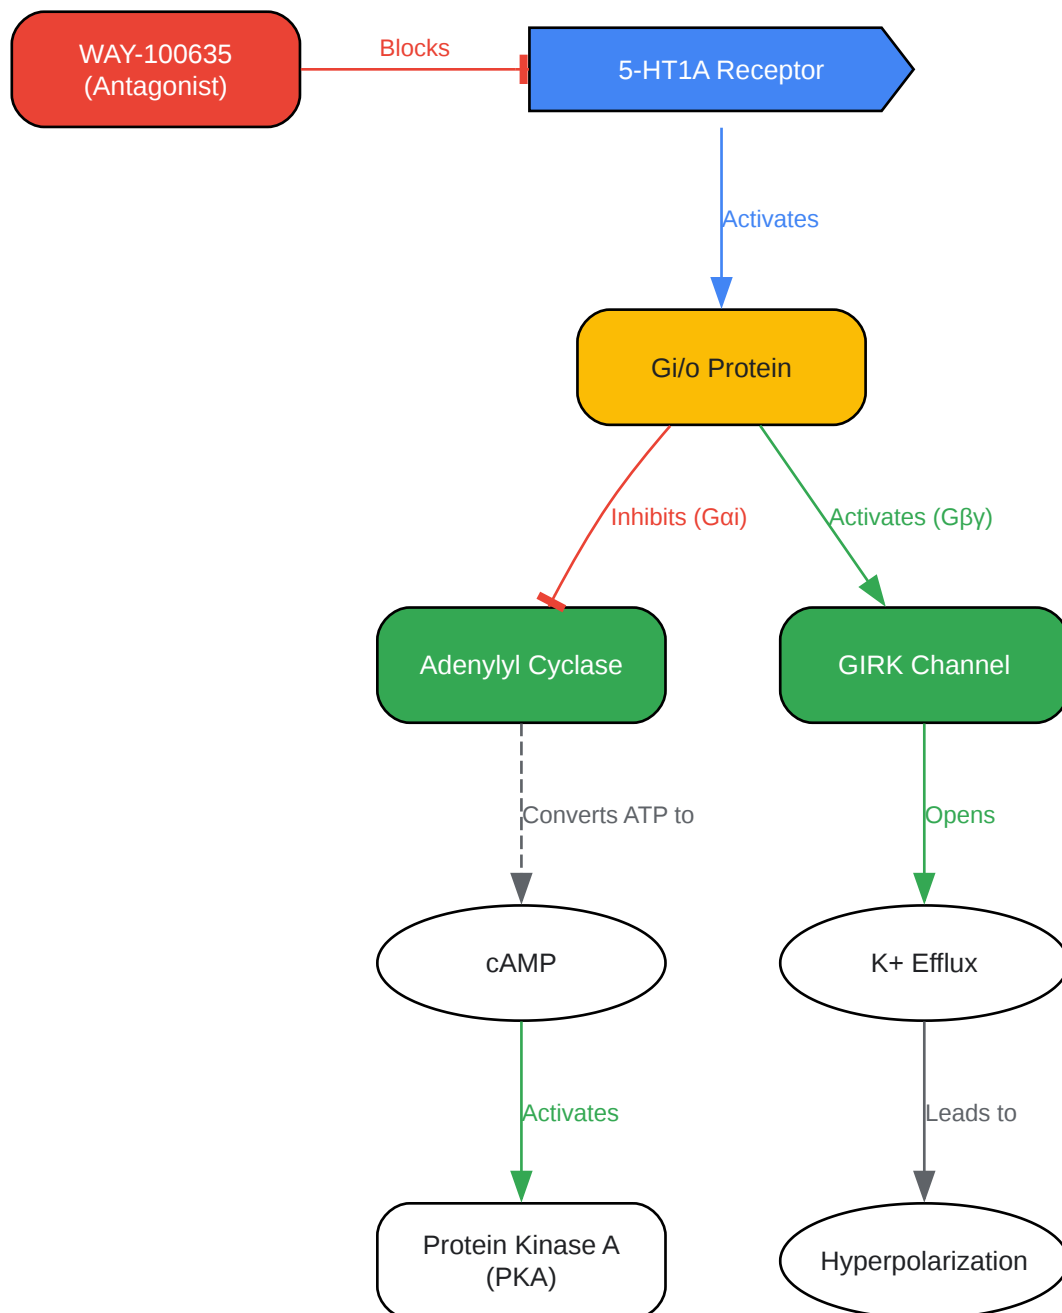 WAY-100635
(Antagonist)
Blocks
5-HT1A Receptor
Activates
Gi/o Protein
Inhibits (Gαi)
Activates (Gβγ)
Adenylyl Cyclase
GIRK Channel
Converts ATP to
Opens
cAMP
K+ Efflux
Activates
Leads to
Protein Kinase A
(PKA)
Hyperpolarization